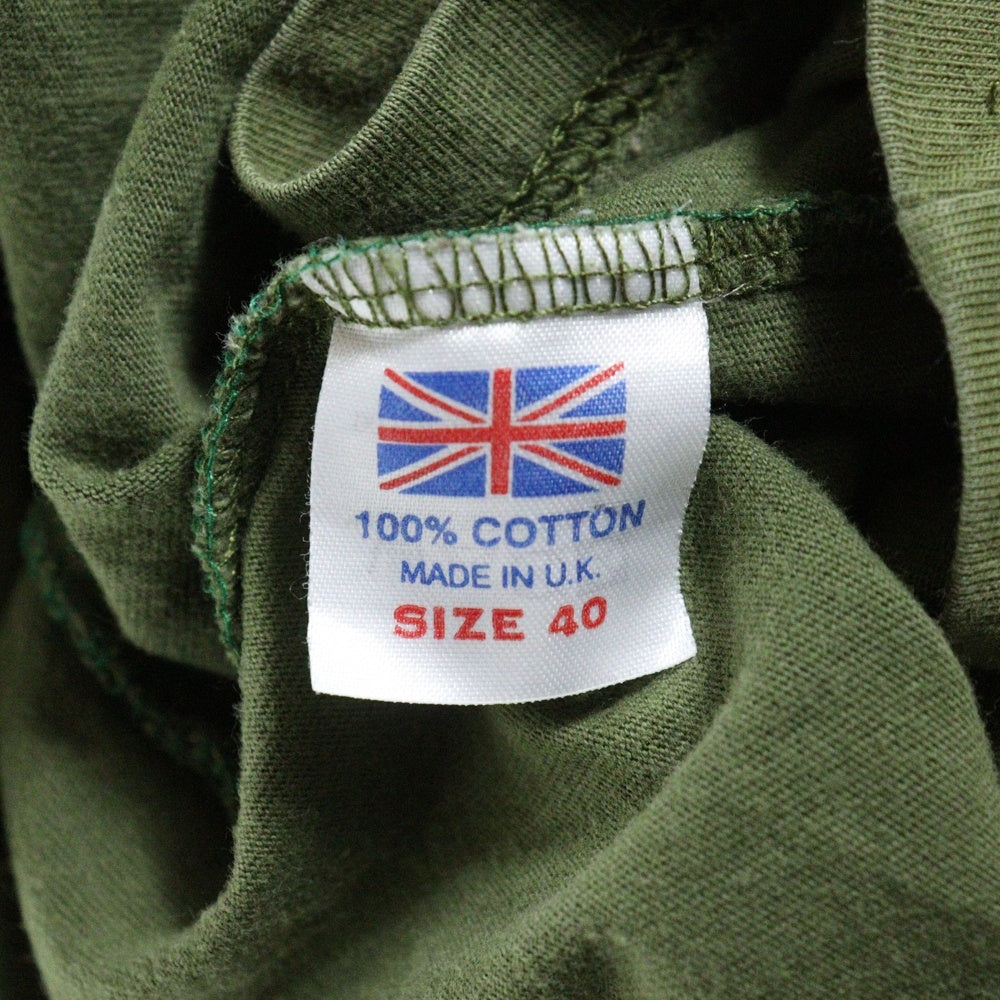 100% COTTON
MADE IN U.K.
SIZE 40